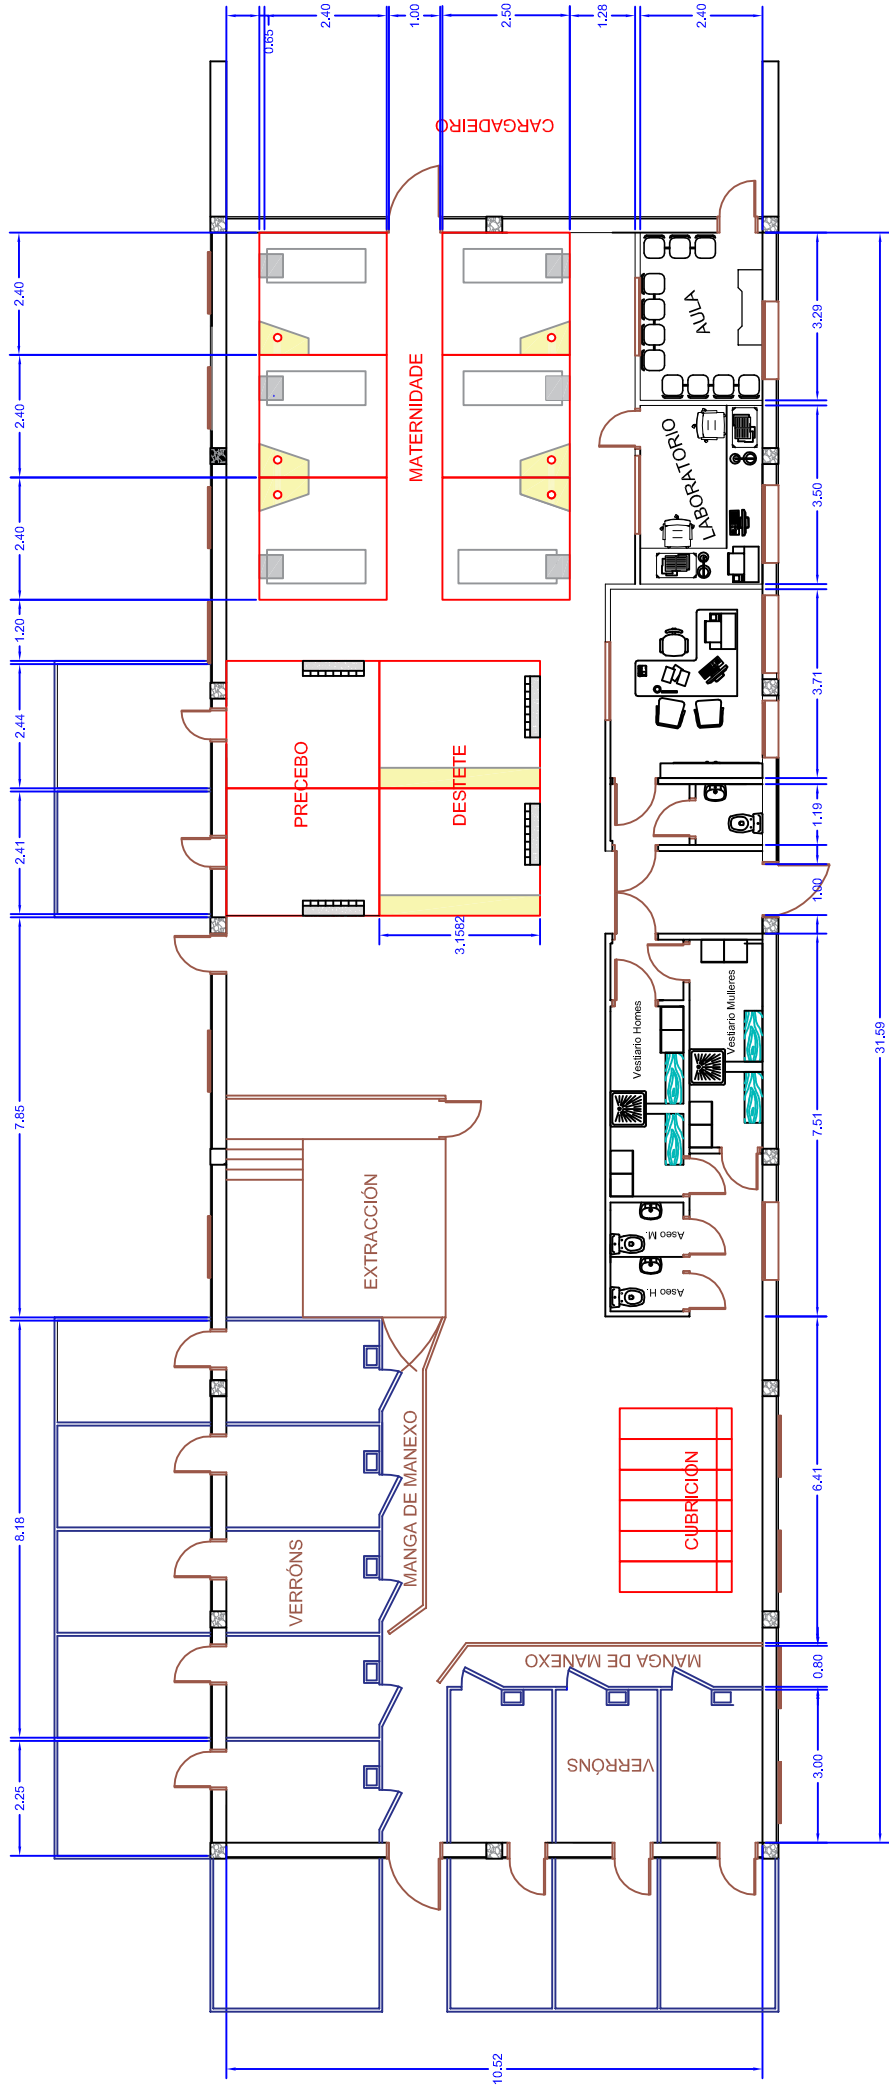 0.65
2.40
1.00
2.50
1.28
2.40
CARGADEIRO
2.40
2.40
2.40
1.20
2.44
2.41
7.85
8.18
2.25
MATERNIDADE
AULA
LABORATORIO
PRECEBO
DESTETE
3.1582
3.29
3.50
3.71
1.19
1.00
7.51
6.41
0.80
3.00
31.59
Vestiario Homes
Vestiario Mulleres
EXTRACCIÓN
Aseo M.
Aseo H.
MANGA DE MANEXO
VERRÓNS
CUBRICION
MANGA DE MANEXO
VERRÓNS
10.52